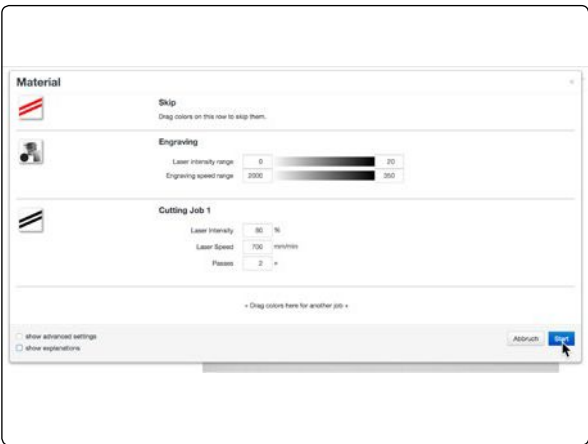 Material
×
Skip
Drag colors on this row to skip them.
Engraving
Laser intensity range 0 20
Engraving speed range 2000 350
Cutting Job 1
Laser Intensity 80 %
Laser Speed 700 mm/min
Passes 2 ×
+ Drag colors here for another job +
show advanced settings
show explanations
Abbruch Start